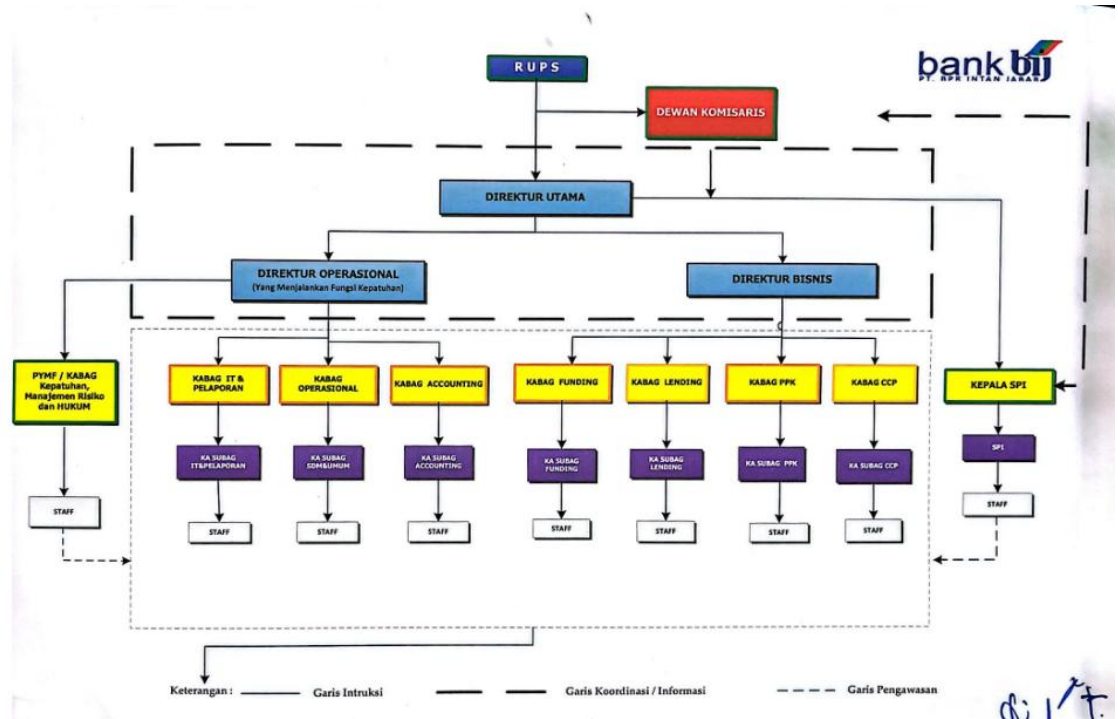 RUPS
bank bij
PT. BPR INTAN JABAR
DEWAN KOMISARIS
DIREKTUR UTAMA
DIREKTUR OPERASIONAL
(Yang Menjalankan Fungsi Kepatuhan)
DIREKTUR BISNIS
PYMF / KABAG
Kepatuhan,
Manajemen Risiko
dan HUKUM
KABAG IT &
PELAPORAN
KABAG
OPERASIONAL
KABAG ACCOUNTING
KABAG FUNDING
KABAG LENDING
KABAG PPK
KABAG CCP
KEPALA SPI
KA SUBAG
IT&PELAPORAN
KA SUBAG
SDM&UMUM
KA SUBAG
ACCOUNTING
KA SUBAG
FUNDING
KA SUBAG
LENDING
KA SUBAG PPK
KA SUBAG CCP
SPI
STAFF
STAFF
STAFF
STAFF
STAFF
STAFF
STAFF
STAFF
STAFF
Keterangan : Garis Intruksi Garis Koordinasi / Informasi Garis Pengawasan